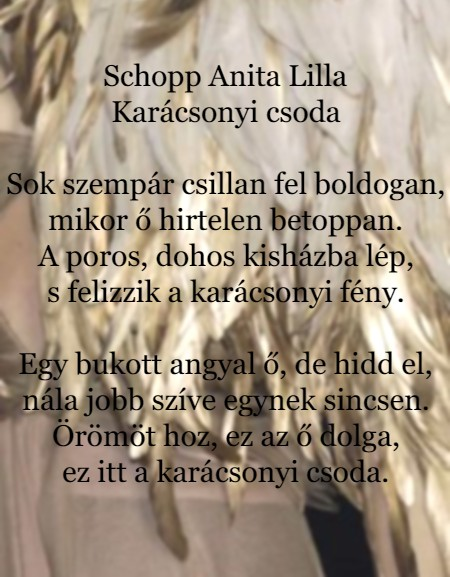 Schopp Anita Lilla
Karácsonyi csoda
Sok szempár csillan fel boldogan,
mikor ő hirtelen betoppan.
A poros, dohos kisházba lép,
s felizzik a karácsonyi fény.
Egy bukott angyal ő, de hidd el,
nála jobb szíve egynek sincsen.
Örömöt hoz, ez az ő dolga,
ez itt a karácsonyi csoda.